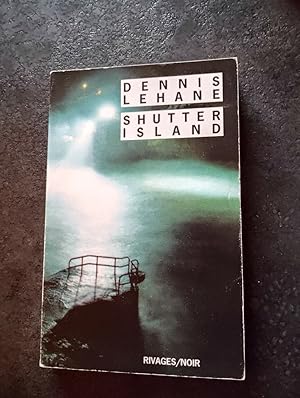 DENNIS
LEHANE
SHUTTER
ISLAND
RIVAGES/NOIR